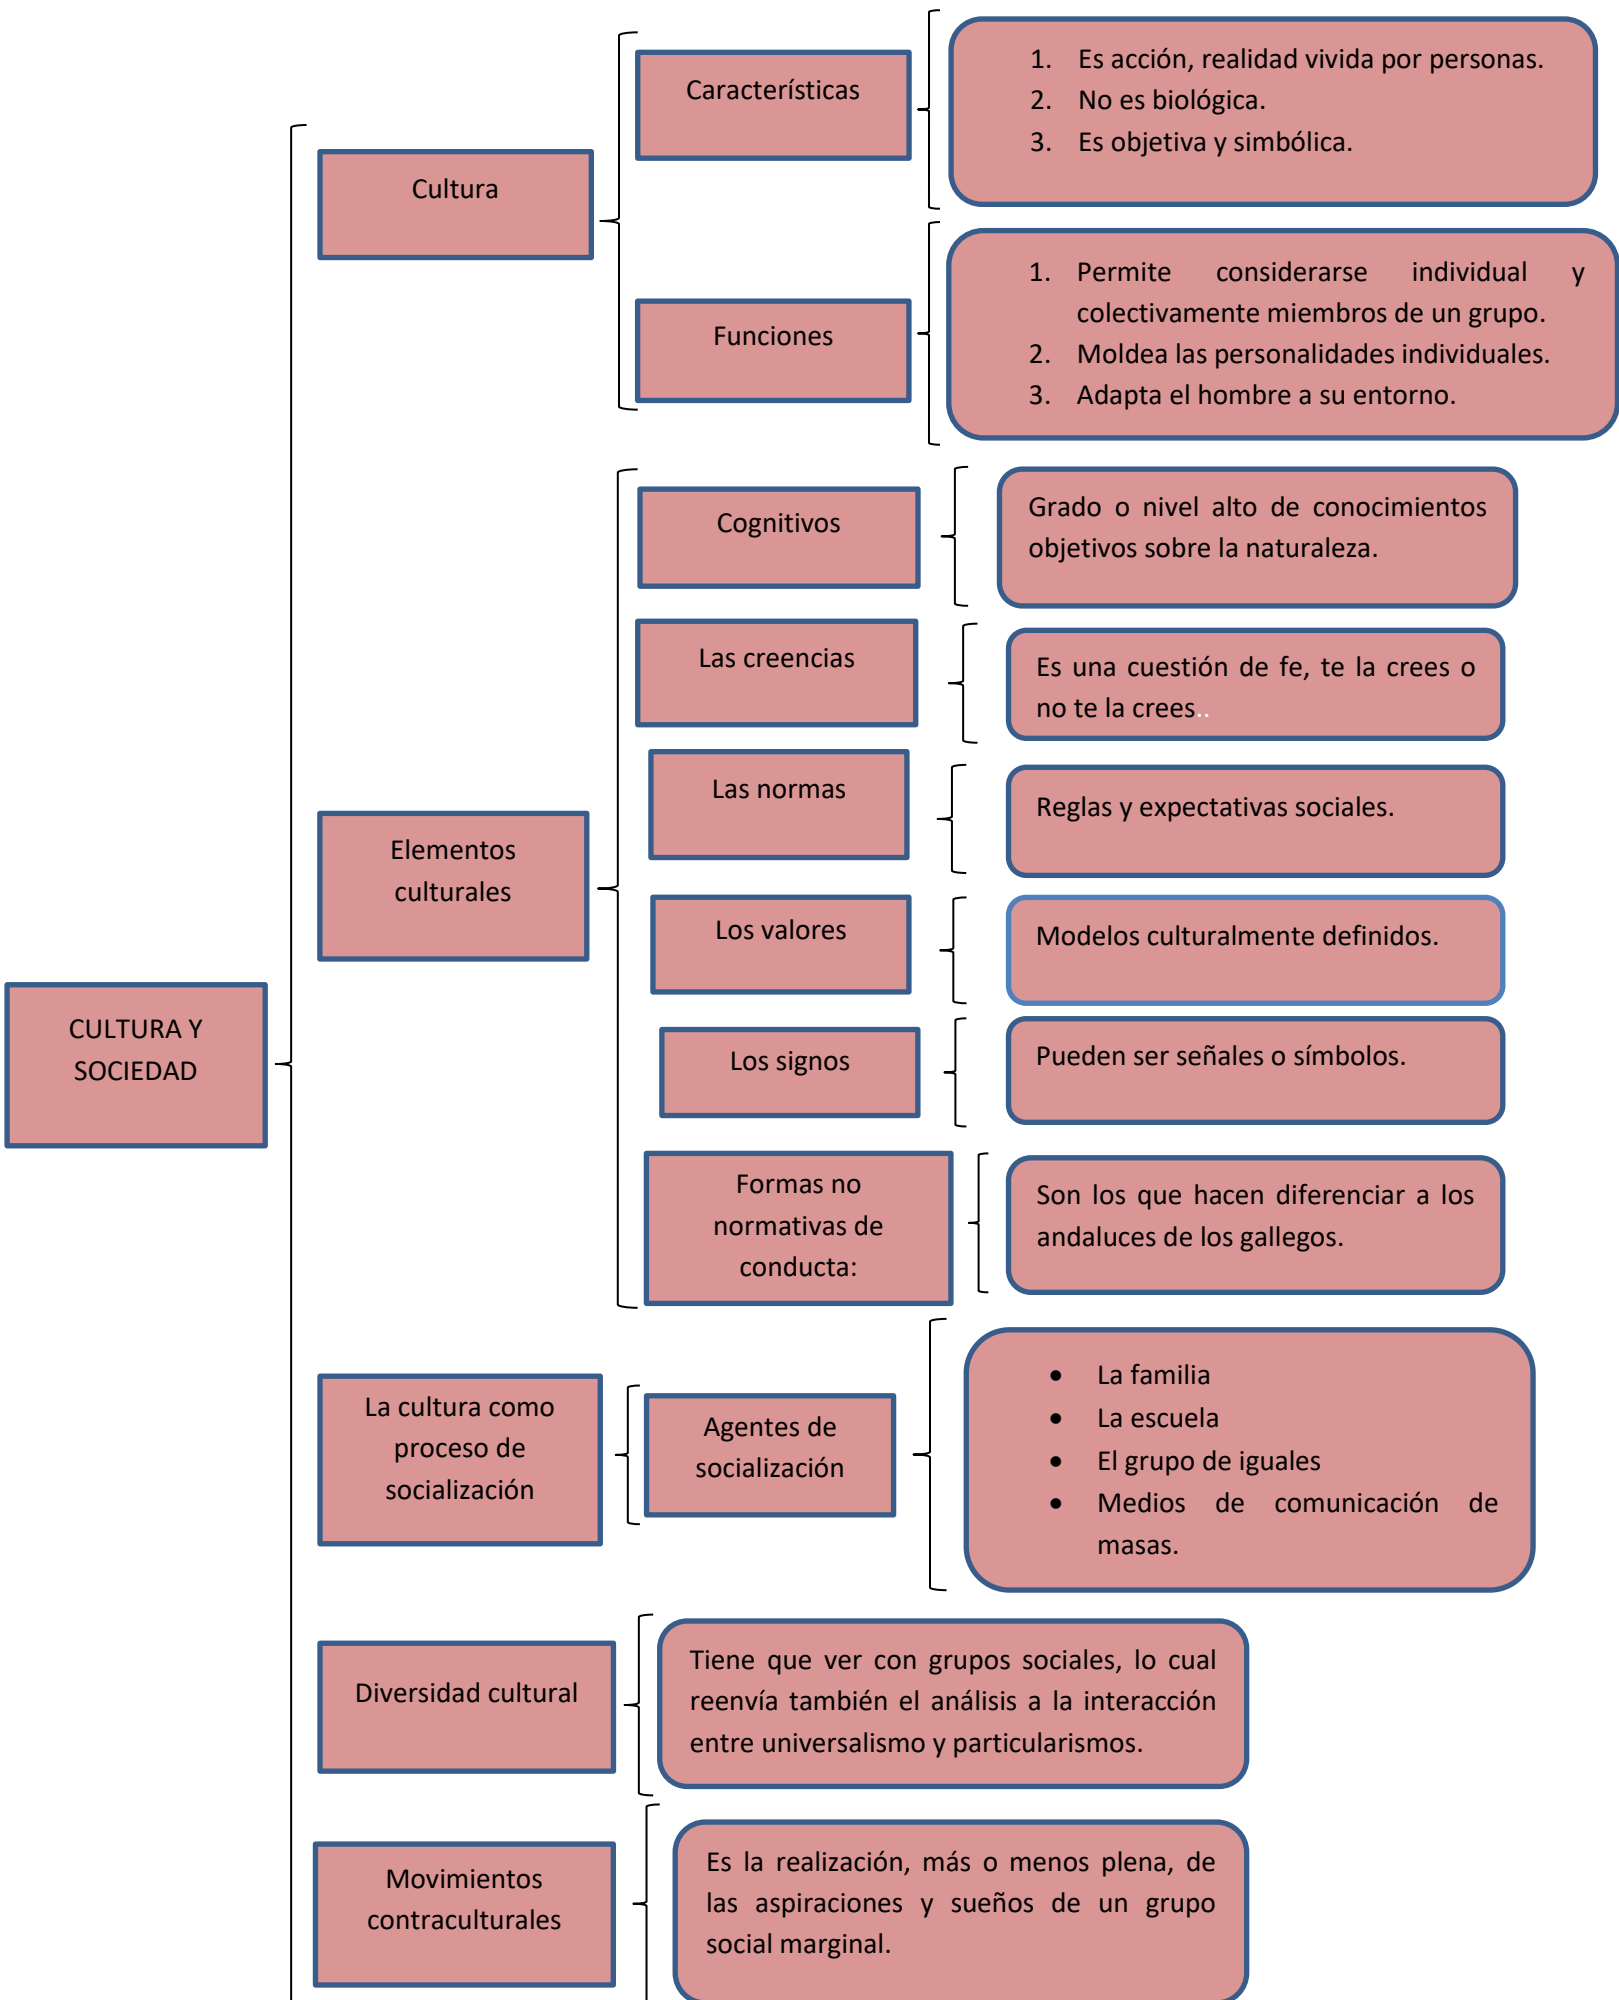 CULTURA Y
SOCIEDAD
Cultura
Características
1. Es acción, realidad vivida por personas.
2. No es biológica.
3. Es objetiva y simbólica.
Funciones
1. Permite considerarse individual y
colectivamente miembros de un grupo.
2. Moldea las personalidades individuales.
3. Adapta el hombre a su entorno.
Elementos
culturales
Cognitivos
Grado o nivel alto de conocimientos
objetivos sobre la naturaleza.
Las creencias
Es una cuestión de fe, te la crees o
no te la crees..
Las normas
Reglas y expectativas sociales.
Los valores
Modelos culturalmente definidos.
Los signos
Pueden ser señales o símbolos.
Formas no
normativas de
conducta:
Son los que hacen diferenciar a los
andaluces de los gallegos.
La cultura como
proceso de
socialización
Agentes de
socialización
• La familia
• La escuela
• El grupo de iguales
• Medios de comunicación de
masas.
Diversidad cultural
Tiene que ver con grupos sociales, lo cual
reenvía también el análisis a la interacción
entre universalismo y particularismos.
Movimientos
contraculturales
Es la realización, más o menos plena, de
las aspiraciones y sueños de un grupo
social marginal.